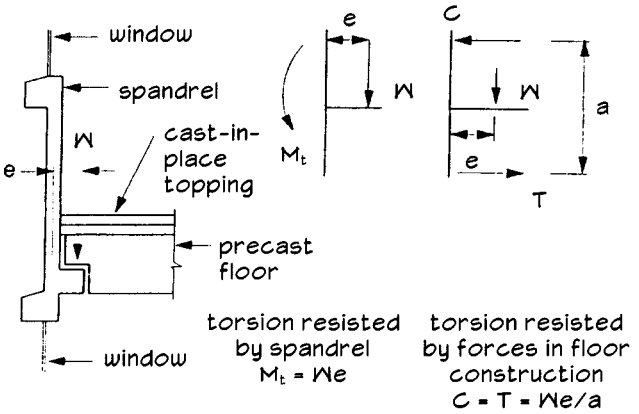 window
spandrel
W
cast-in-
place
topping
e
precast
floor
window
e
W
Mₜ
C
W
a
e
T
torsion resisted
by spandrel
Mₜ = We
torsion resisted
by forces in floor
construction
C = T = We/a